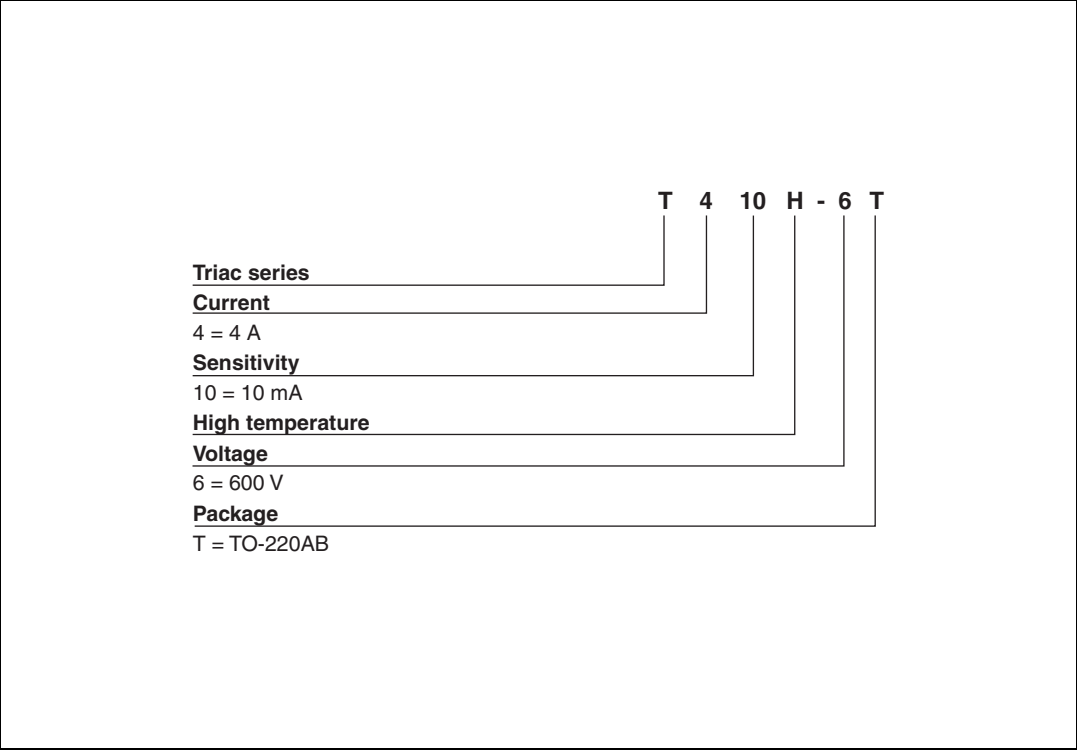 T 4 10 H - 6 T
Triac series
Current
4 = 4 A
Sensitivity
10 = 10 mA
High temperature
Voltage
6 = 600 V
Package
T = TO-220AB